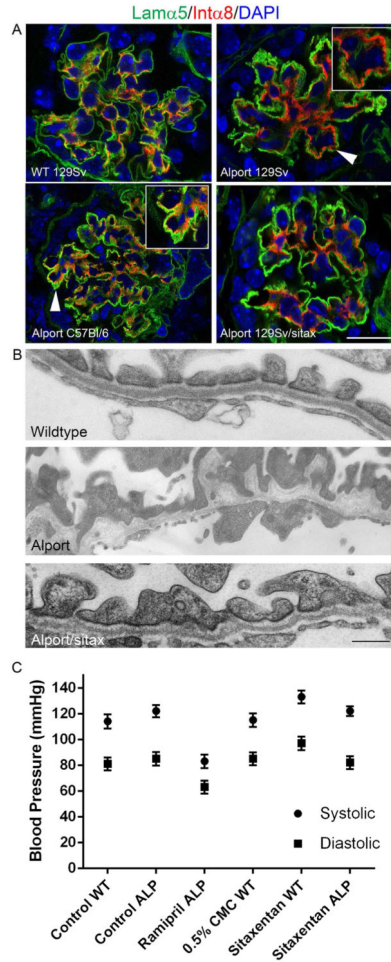 Lamα5/Intα8/DAPI
A
WT 129Sv
Alport 129Sv
Alport C57Bl/6
Alport 129Sv/sitax
B
Wildtype
Alport
Alport/sitax
C
Blood Pressure (mmHg)
140
120
100
80
60
40
20
0
Systolic
Diastolic
Control WT
Control ALP
Ramipril ALP
0.5% CMC WT
Sitaxentan WT
Sitaxentan ALP